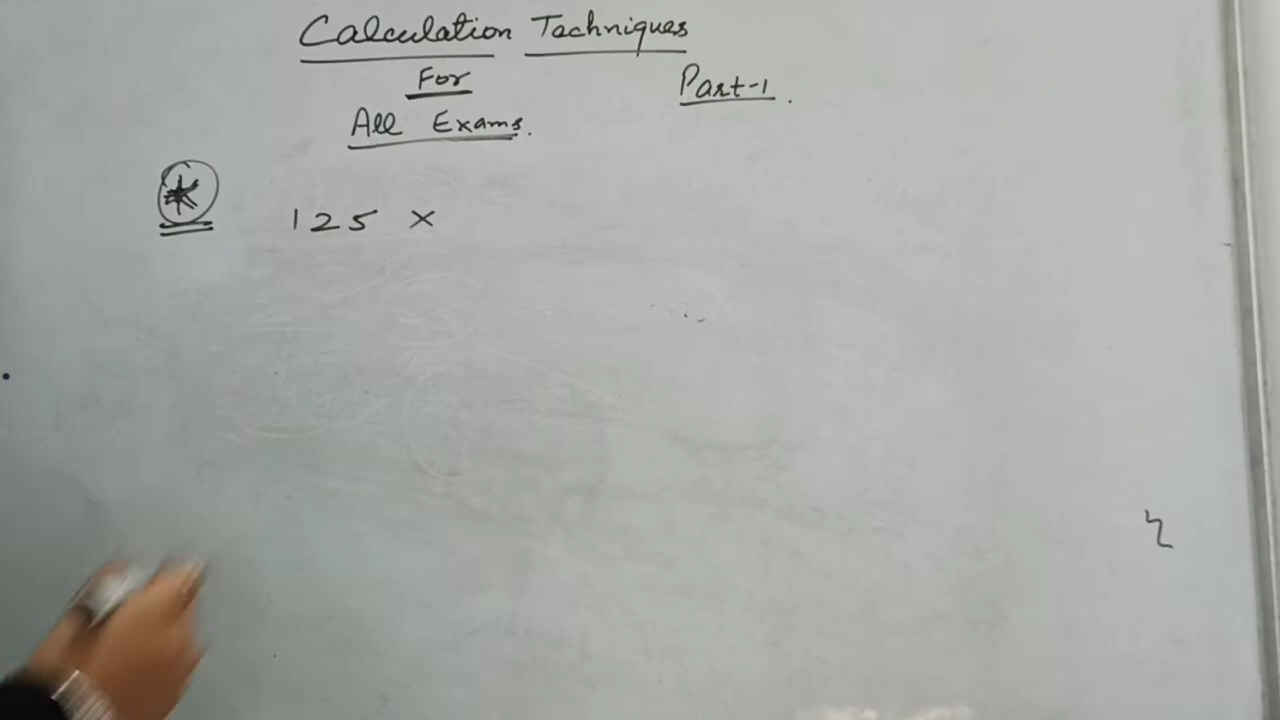 Calculation Techniques
For
Part-1.
All Exams.
125 ×